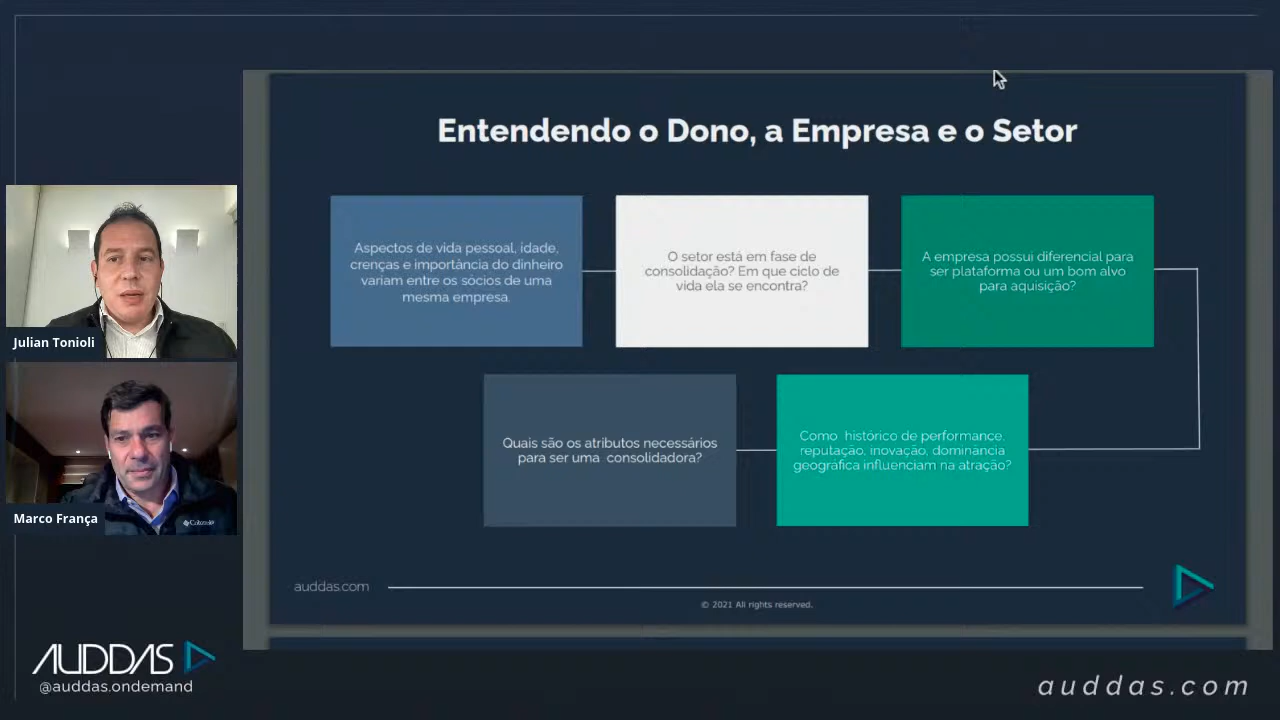 Entendendo o Dono, a Empresa e o Setor
Aspectos de vida pessoal, idade,
crenças e importância do dinheiro
variam entre os sócios de uma
mesma empresa.
O setor está em fase de
consolidação? Em que ciclo de
vida ela se encontra?
A empresa possui diferencial para
ser plataforma ou um bom alvo
para aquisição?
Quais são os atributos necessários
para ser uma consolidadora?
Como histórico de performance,
reputação, inovação, dominância
geográfica influenciam na atração?
auddas.com
© 2021 All rights reserved.
Julian Tonioli
Marco França
Columbia
AUDDAS
@auddas.ondemand
auddas.com